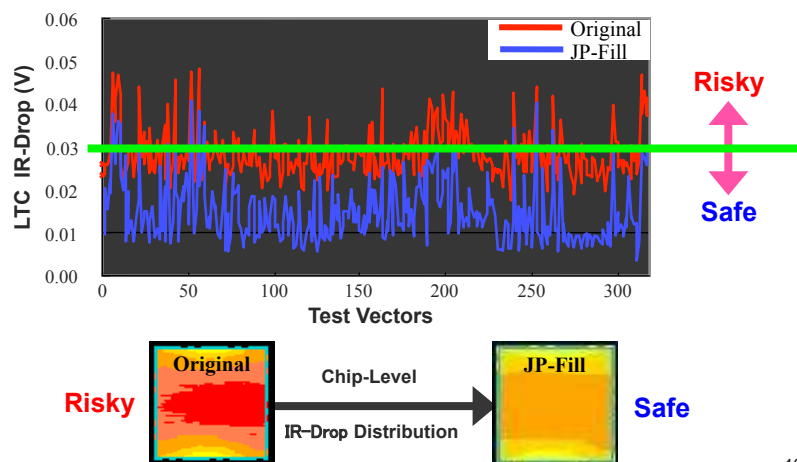 0.06
Original
JP-Fill
0.05
0.04
0.03
0.02
0.01
0.00
LTC IR-Drop (V)
Risky
Safe
0 50 100 150 200 250 300
Test Vectors
Original
JP-Fill
Risky
Chip-Level
IR-Drop Distribution
Safe